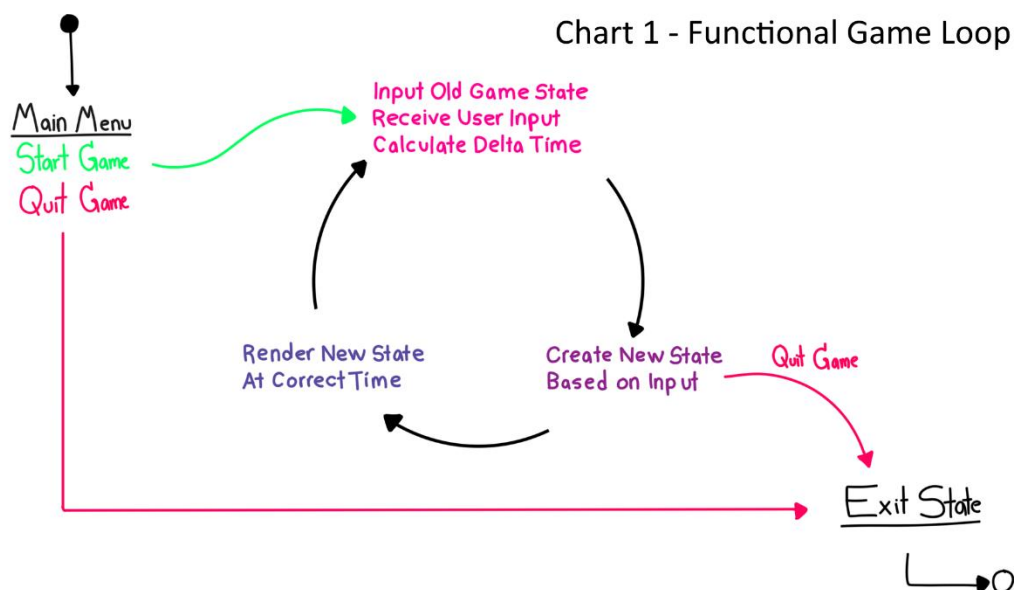 Chart 1 - Functional Game Loop
Main Menu
Start Game
Quit Game
Input Old Game State
Receive User Input
Calculate Delta Time
Render New State
At Correct Time
Create New State
Based on Input
Quit Game
Exit State